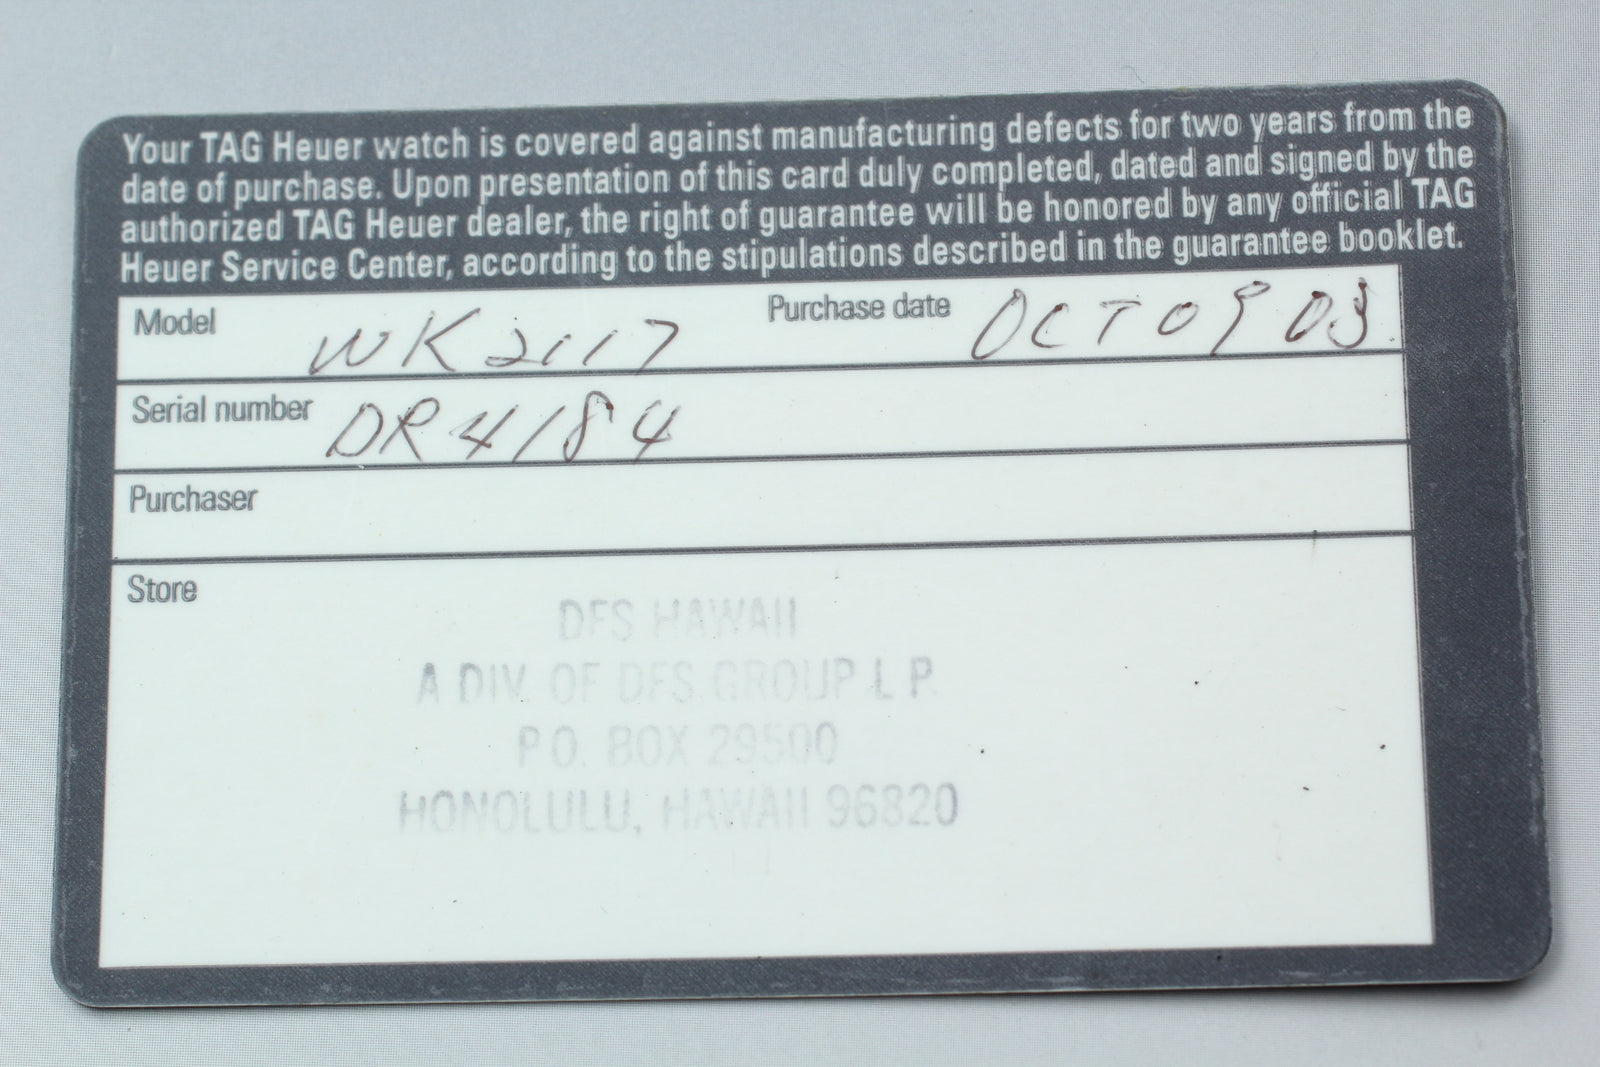 Your TAG Heuer watch is covered against manufacturing defects for two years from the
date of purchase. Upon presentation of this card duly completed, dated and signed by the
authorized TAG Heuer dealer, the right of guarantee will be honored by any official TAG
Heuer Service Center, according to the stipulations described in the guarantee booklet.
Model WK2117 Purchase date OCT 09 03
Serial number DR4184
Purchaser
Store
DFS HAWAII
A DIV. OF DFS GROUP L P.
P O. BOX 29500
HONOLULU, HAWAII 96820